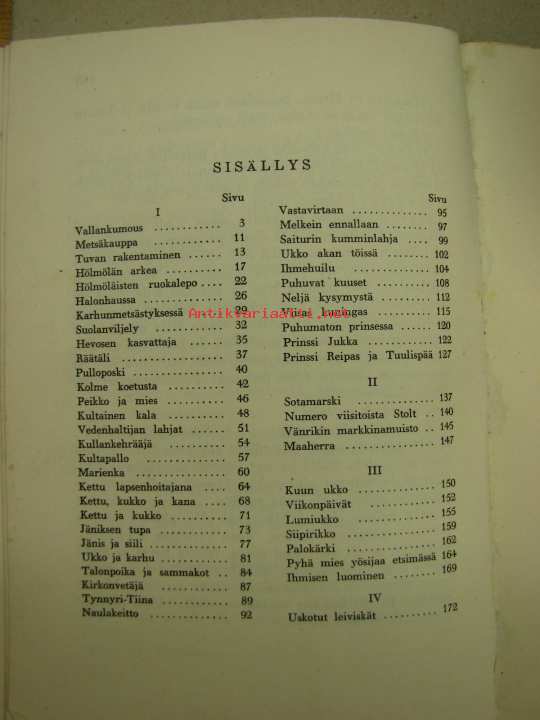 SISÄLLYS
Sivu
I
Vallankumous ............ 3
Metsäkauppa ............ 11
Tuvan rakentaminen ...... 13
Hölmölän arkea .......... 17
Hölmöläisten ruokalepo .... 22
Halonhaussa ............ 26
Karhunmetsästyksessä .... 29
Suolanviljely ............ 32
Hevosen kasvattaja ...... 35
Räätäli ................ 37
Pulloposki .............. 40
Kolme koetusta .......... 42
Peikko ja mies .......... 46
Kultainen kala .......... 48
Vedenhaltijan lahjat ...... 51
Kullankehrääjä .......... 54
Kultapallo .............. 57
Marienka .............. 60
Kettu lapsenhoitajana .... 64
Kettu, kukko ja kana .... 68
Kettu ja kukko .......... 71
Jäniksen tupa .......... 73
Jänis ja siili ............ 77
Ukko ja karhu .......... 81
Talonpoika ja sammakot .. 84
Kirkonvetäjä ............ 87
Tynnyri-Tiina .......... 89
Naulakeitto ............ 92
Sivu
Vastavirtaan .............. 95
Melkein ennallaan ........ 97
Saiturin kumminlahja .... 99
Ukko akan töissä ........ 102
Ihmehuilu .............. 104
Puhuvat kuuset .......... 108
Neljä kysymystä ........ 112
Viisas kuningas .......... 115
Puhumaton prinsessa .... 120
Prinssi Jukka .......... 122
Prinssi Reipas ja Tuulispää 127
II
Sotamarski .............. 137
Numero viisitoista Stolt .. 140
Vänrikin markkinamuisto .. 145
Maaherra .............. 147
III
Kuun ukko ............ 150
Viikonpäivät ............ 152
Lumiukko .............. 155
Siipirikko .............. 159
Palokärki .............. 162
Pyhä mies yösijaa etsimässä 164
Ihmisen luominen ........ 169
IV
Uskotut leiviskät .......... 172
Antikvariaatii.net